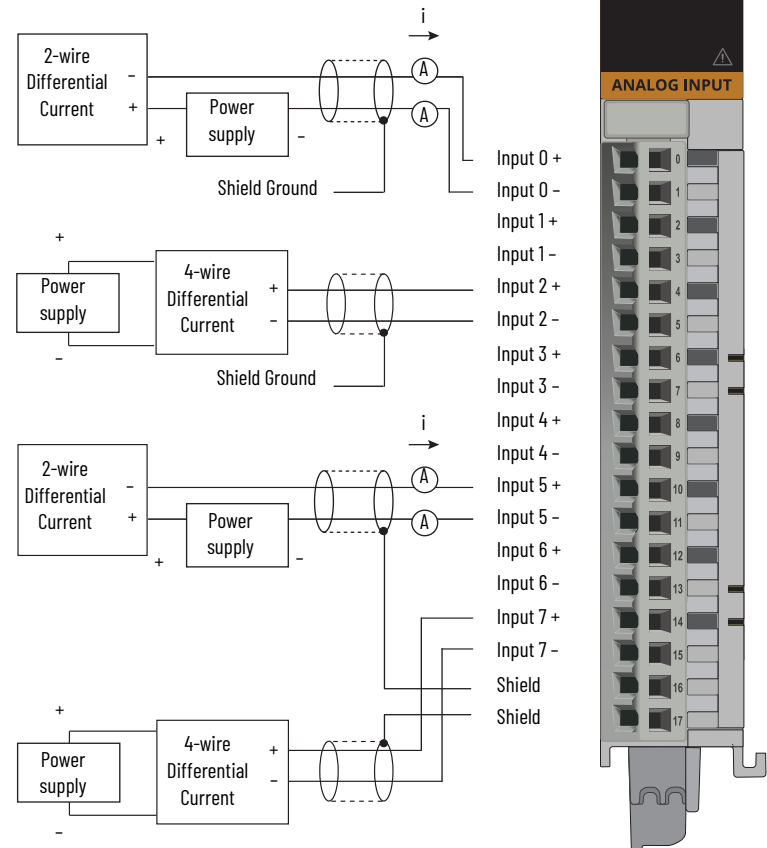 i
2-wire
Differential
Current
-
+
A
A
Power
supply
+
-
Shield Ground
+
Power
supply
-
4-wire
Differential
Current
+
-
Shield Ground
i
2-wire
Differential
Current
-
+
A
A
Power
supply
+
-
+
Power
supply
-
4-wire
Differential
Current
+
-
Input 0 +
Input 0 -
Input 1 +
Input 1 -
Input 2 +
Input 2 -
Input 3 +
Input 3 -
Input 4 +
Input 4 -
Input 5 +
Input 5 -
Input 6 +
Input 6 -
Input 7 +
Input 7 -
Shield
Shield
ANALOG INPUT
0
1
2
3
4
5
6
7
8
9
10
11
12
13
14
15
16
17